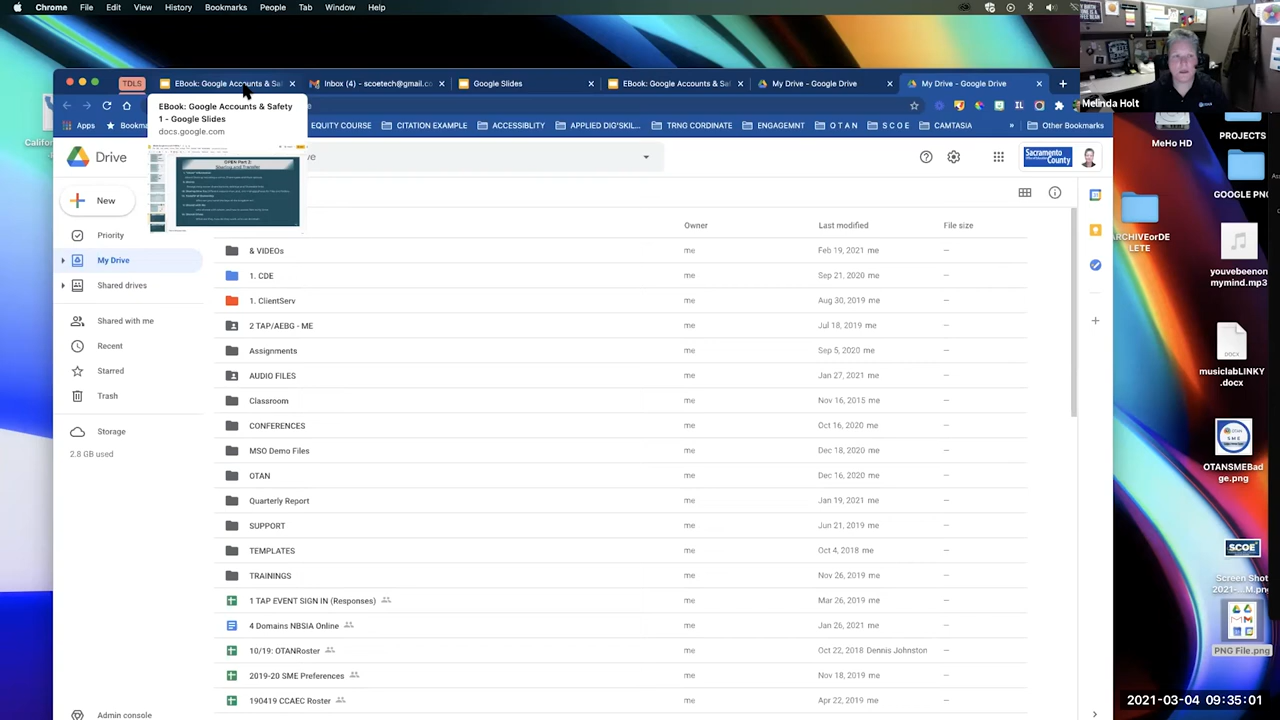 Chrome File Edit View History Bookmarks People Tab Window Help
TDLS EBook: Google Accounts & Sa Inbox (4) - scoemholt@gmail.co Google Slides EBook: Google Accounts & Sa My Drive - Google Drive My Drive - Google Drive
EBook: Google Accounts & Safety
1 - Google Slides
docs.google.com
Apps Bookm EQUITY COURSE CITATION SAMPLE ACCESSIBLITY ENGAGEMNT O T A N S C O E CAMTASIA » Other Bookmarks
Drive
Sacramento
County
New
Priority
My Drive
Shared drives
Shared with me
Recent
Starred
Trash
Storage
2.8 GB used
Admin console
Owner Last modified File size
& VIDEOs me Feb 19, 2021 me —
1. CDE me Sep 21, 2020 me —
1. ClientServ me Aug 30, 2019 me —
2 TAP/AEBG - ME me Jul 18, 2019 me —
Assignments me Sep 5, 2020 me —
AUDIO FILES me Jan 27, 2021 me —
Classroom me Nov 16, 2015 me —
CONFERENCES me Oct 16, 2020 me —
MSO Demo Files me Dec 18, 2020 me —
OTAN me Dec 16, 2020 me —
Quarterly Report me Jan 19, 2021 me —
SUPPORT me Jun 21, 2019 me —
TEMPLATES me Oct 4, 2018 me —
TRAININGS me Nov 26, 2019 me —
1 TAP EVENT SIGN IN (Responses) me Mar 26, 2019 me —
4 Domains NBSIA Online me Jan 26, 2021 me —
10/19: OTANRoster me Oct 22, 2018 Dennis Johnston —
2019-20 SME Preferences me Nov 18, 2019 me —
190419 CCAEC Roster me Apr 22, 2019 me —
Melinda Holt
MeHo HD
PROJECTS
GOOGLE PNG
ARCHIVEorDE
LETE
youvebeenon
mymind.mp3
DOCX
musiclabLINKY
.docx
OTAN
S M E
OTANSMEBad
ge.png
SCOE
Screen Shot
2021-...M.png
PNG File.png
2021-03-04 09:35:01